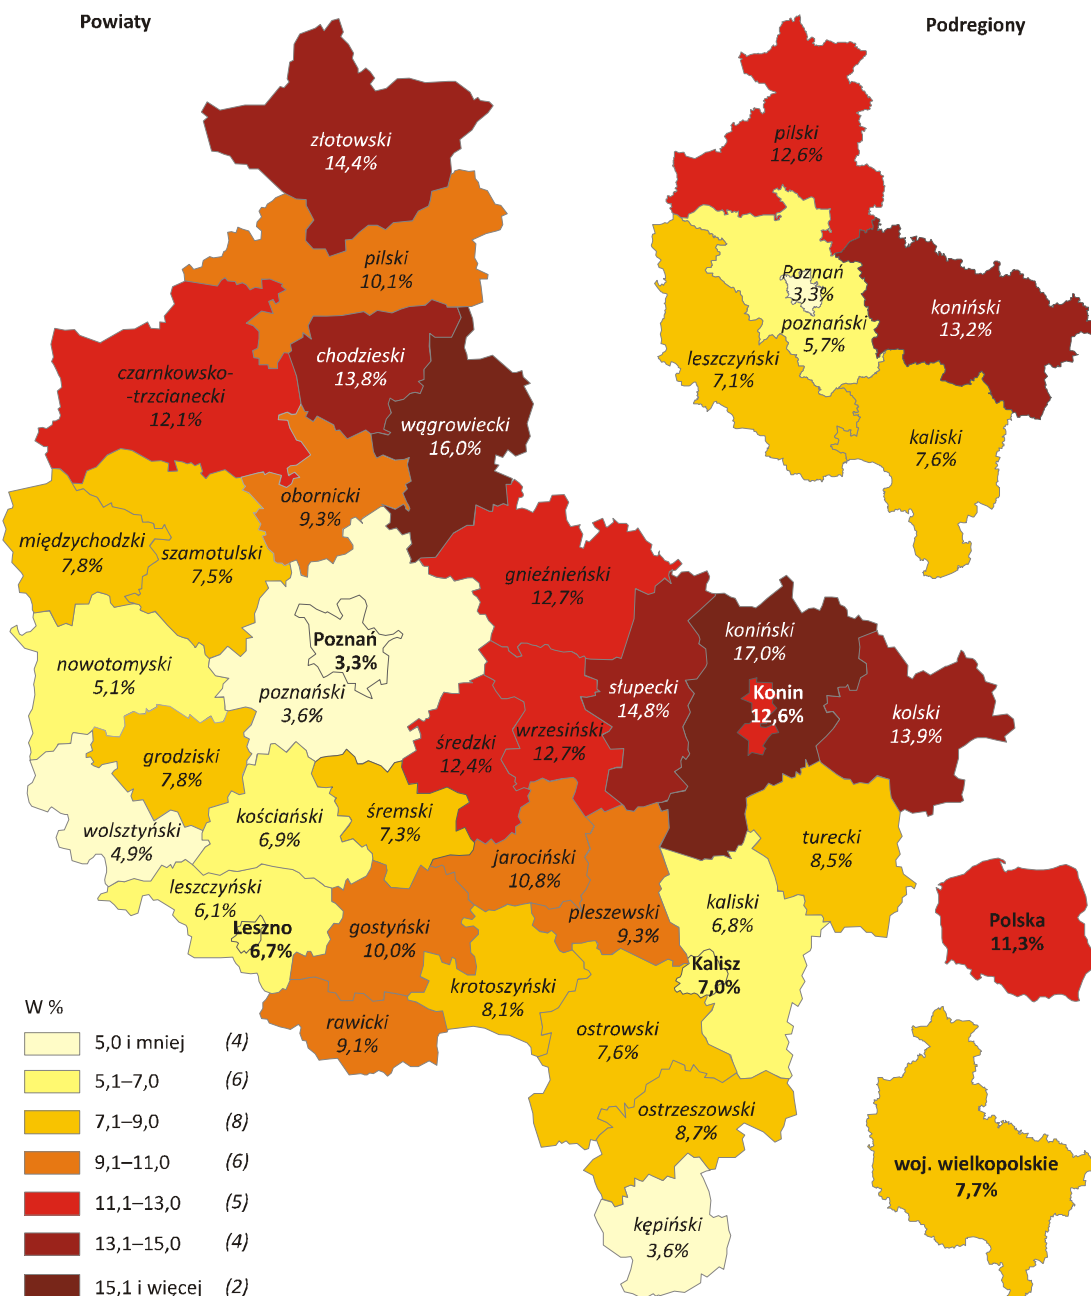 Powiaty
złotowski
14,4%
pilski
10,1%
czarnkowsko-
-trzcianecki
12,1%
chodzieski
13,8%
wągrowiecki
16,0%
obornicki
9,3%
międzychodzki
7,8%
szamotulski
7,5%
gnieźnieński
12,7%
nowotomyski
5,1%
Poznań
3,3%
poznański
3,6%
koniński
17,0%
Konin
12,6%
słupecki
14,8%
kolski
13,9%
wrzesiński
12,7%
średzki
12,4%
grodziski
7,8%
wolsztyński
4,9%
kościański
6,9%
śremski
7,3%
jarociński
10,8%
turecki
8,5%
leszczyński
6,1%
Leszno
6,7%
gostyński
10,0%
pleszewski
9,3%
kaliski
6,8%
Kalisz
7,0%
krotoszyński
8,1%
rawicki
9,1%
ostrowski
7,6%
ostrzeszowski
8,7%
kępiński
3,6%
Podregiony
pilski
12,6%
Poznań
3,3%
poznański
5,7%
koniński
13,2%
leszczyński
7,1%
kaliski
7,6%
Polska
11,3%
woj. wielkopolskie
7,7%
W %
5,0 i mniej (4)
5,1–7,0 (6)
7,1–9,0 (8)
9,1–11,0 (6)
11,1–13,0 (5)
13,1–15,0 (4)
15,1 i więcej (2)